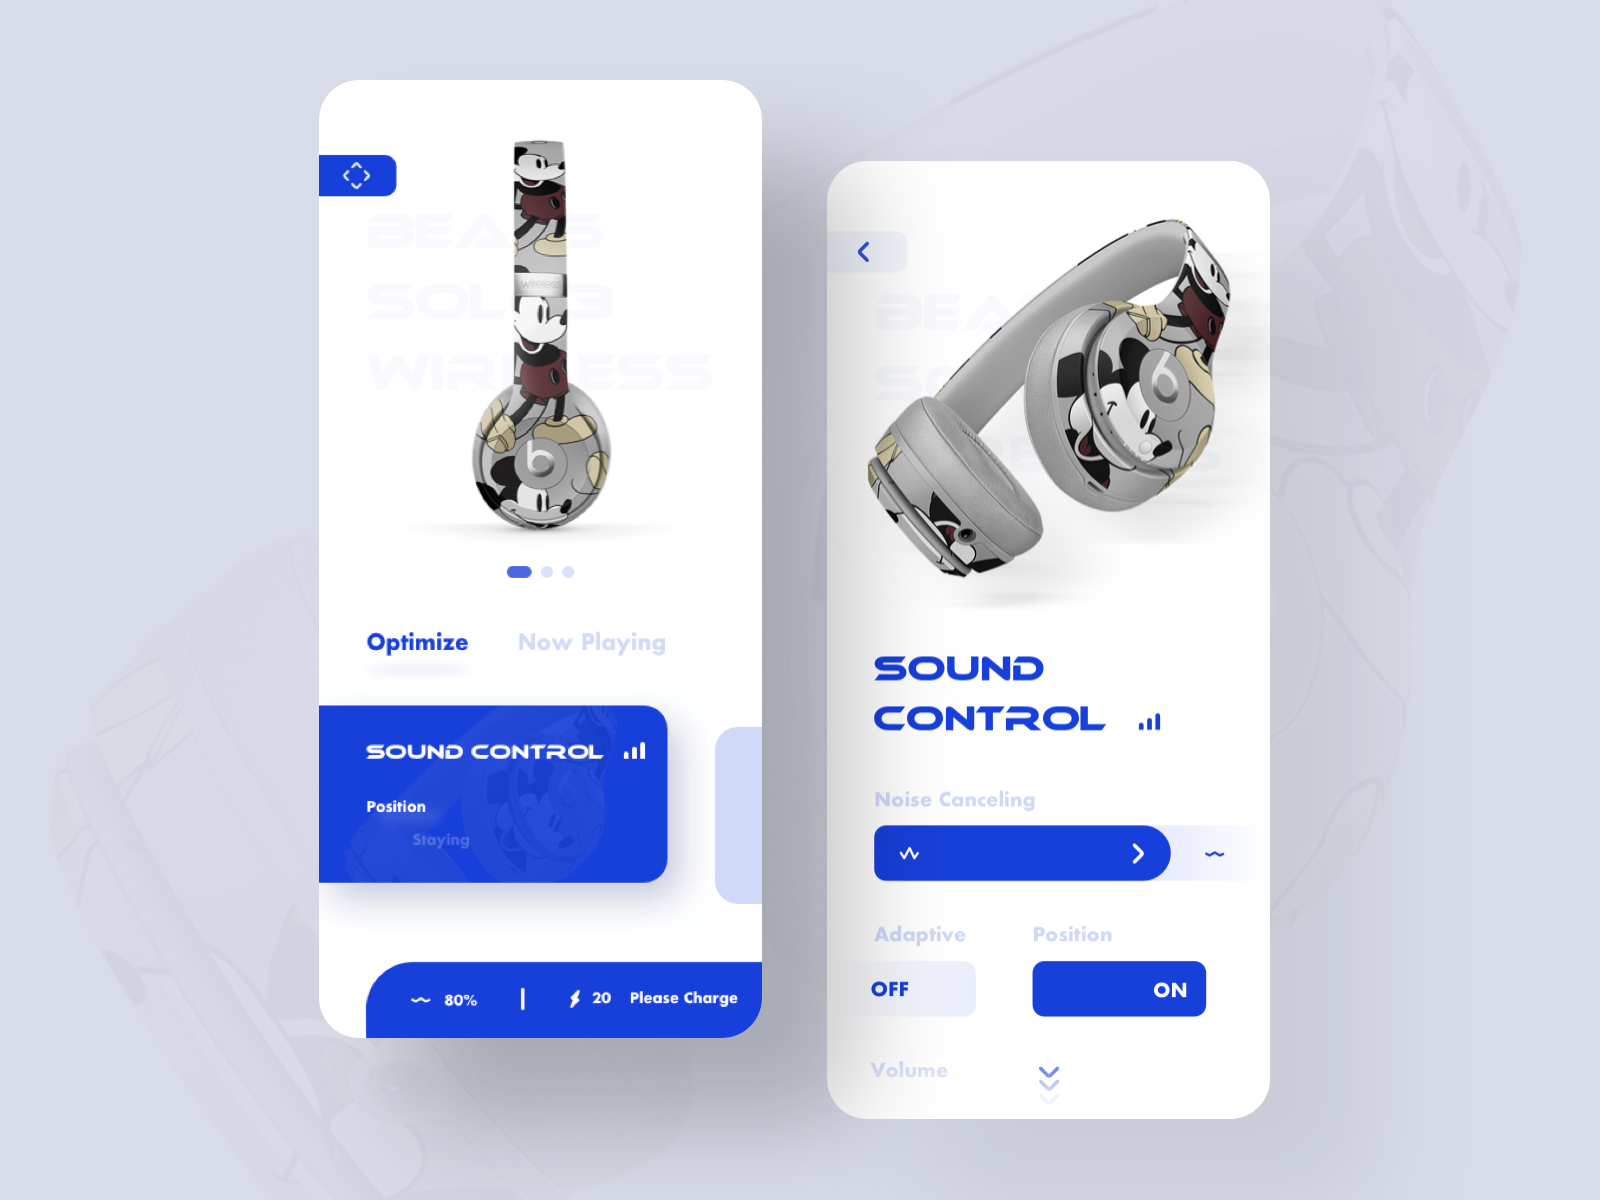 BEATS
SOLO 3
WIRELESS
wireless
b
Optimize
Now Playing
SOUND CONTROL
Position
Staying
80%
20
Please Charge
BEA
SO
b
SOUND
CONTROL
Noise Canceling
Adaptive
Position
OFF
ON
Volume